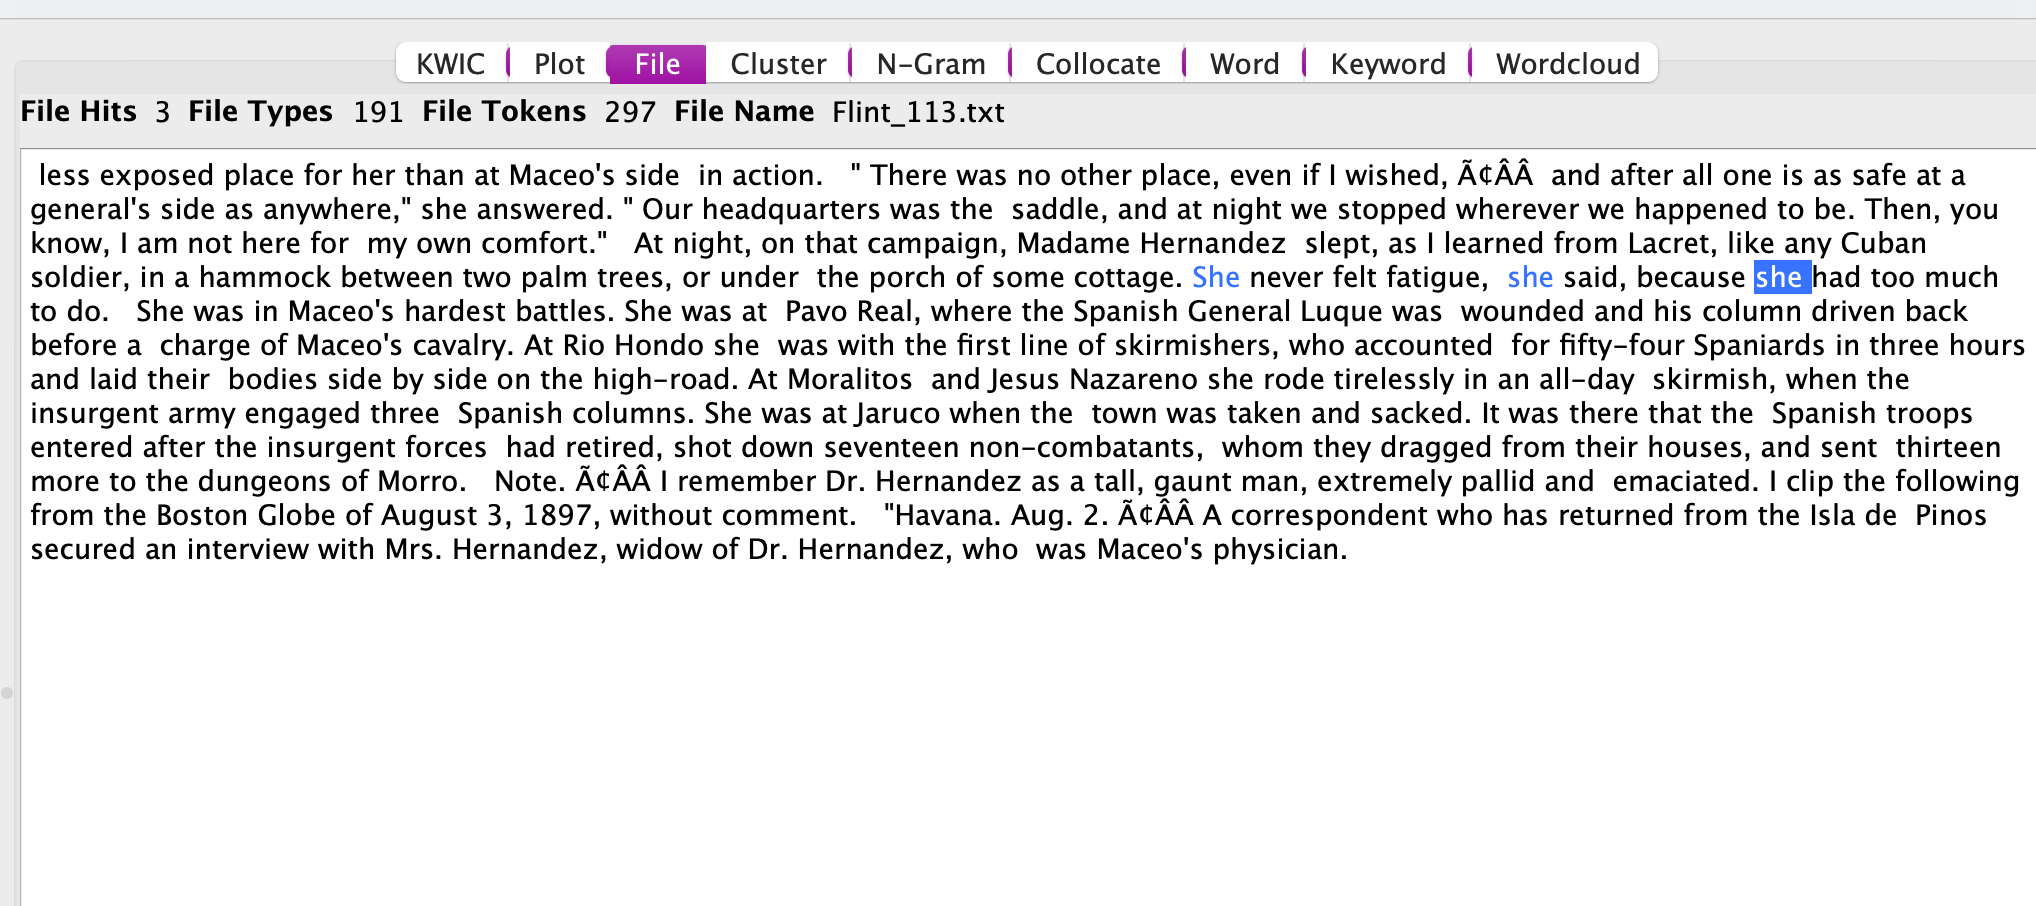 KWIC Plot File Cluster N-Gram Collocate Word Keyword Wordcloud
File Hits 3 File Types 191 File Tokens 297 File Name Flint_113.txt
less exposed place for her than at Maceo's side in action. " There was no other place, even if I wished, Ã¢ÂÂ and after all one is as safe at a
general's side as anywhere," she answered. " Our headquarters was the saddle, and at night we stopped wherever we happened to be. Then, you
know, I am not here for my own comfort." At night, on that campaign, Madame Hernandez slept, as I learned from Lacret, like any Cuban
soldier, in a hammock between two palm trees, or under the porch of some cottage. She never felt fatigue, she said, because she had too much
to do. She was in Maceo's hardest battles. She was at Pavo Real, where the Spanish General Luque was wounded and his column driven back
before a charge of Maceo's cavalry. At Rio Hondo she was with the first line of skirmishers, who accounted for fifty-four Spaniards in three hours
and laid their bodies side by side on the high-road. At Moralitos and Jesus Nazareno she rode tirelessly in an all-day skirmish, when the
insurgent army engaged three Spanish columns. She was at Jaruco when the town was taken and sacked. It was there that the Spanish troops
entered after the insurgent forces had retired, shot down seventeen non-combatants, whom they dragged from their houses, and sent thirteen
more to the dungeons of Morro. Note. Ã¢ÂÂ I remember Dr. Hernandez as a tall, gaunt man, extremely pallid and emaciated. I clip the following
from the Boston Globe of August 3, 1897, without comment. "Havana. Aug. 2. Ã¢ÂÂ A correspondent who has returned from the Isla de Pinos
secured an interview with Mrs. Hernandez, widow of Dr. Hernandez, who was Maceo's physician.